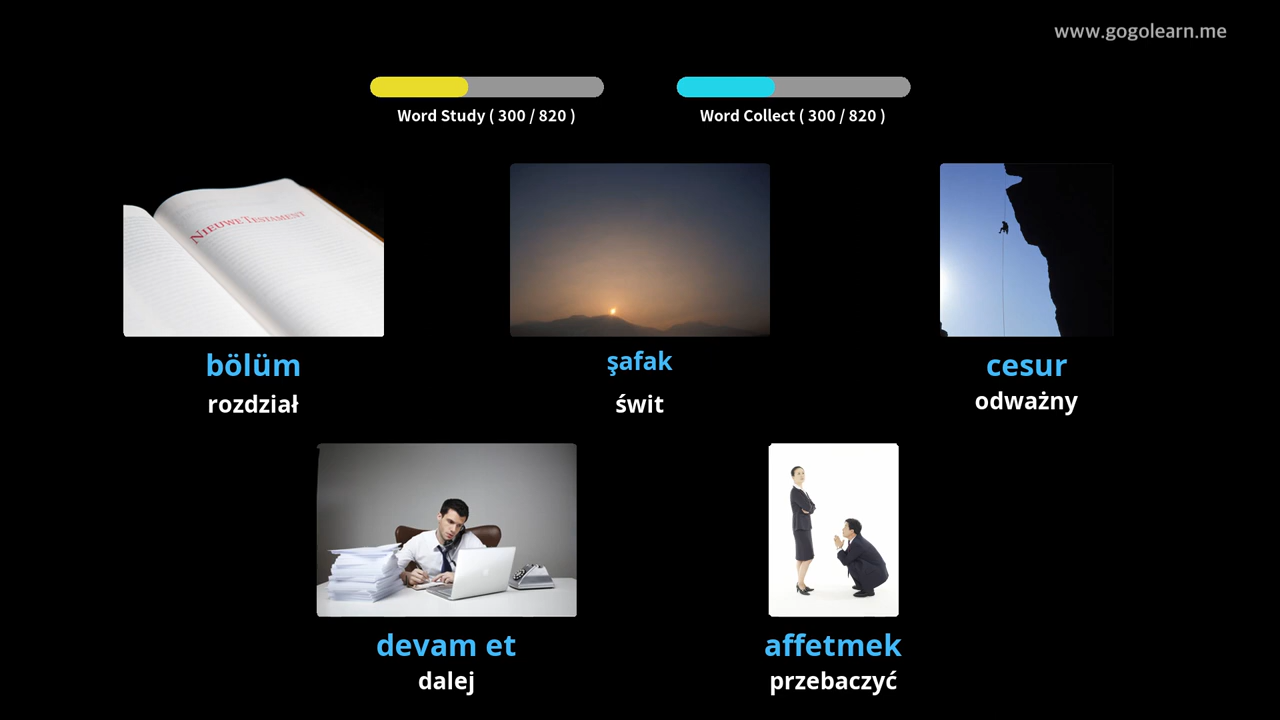 www.gogolearn.me
Word Study ( 300 / 820 )
Word Collect ( 300 / 820 )
NIEUWE TESTAMENT
bölüm
rozdział
şafak
świt
cesur
odważny
devam et
dalej
affetmek
przebaczyć